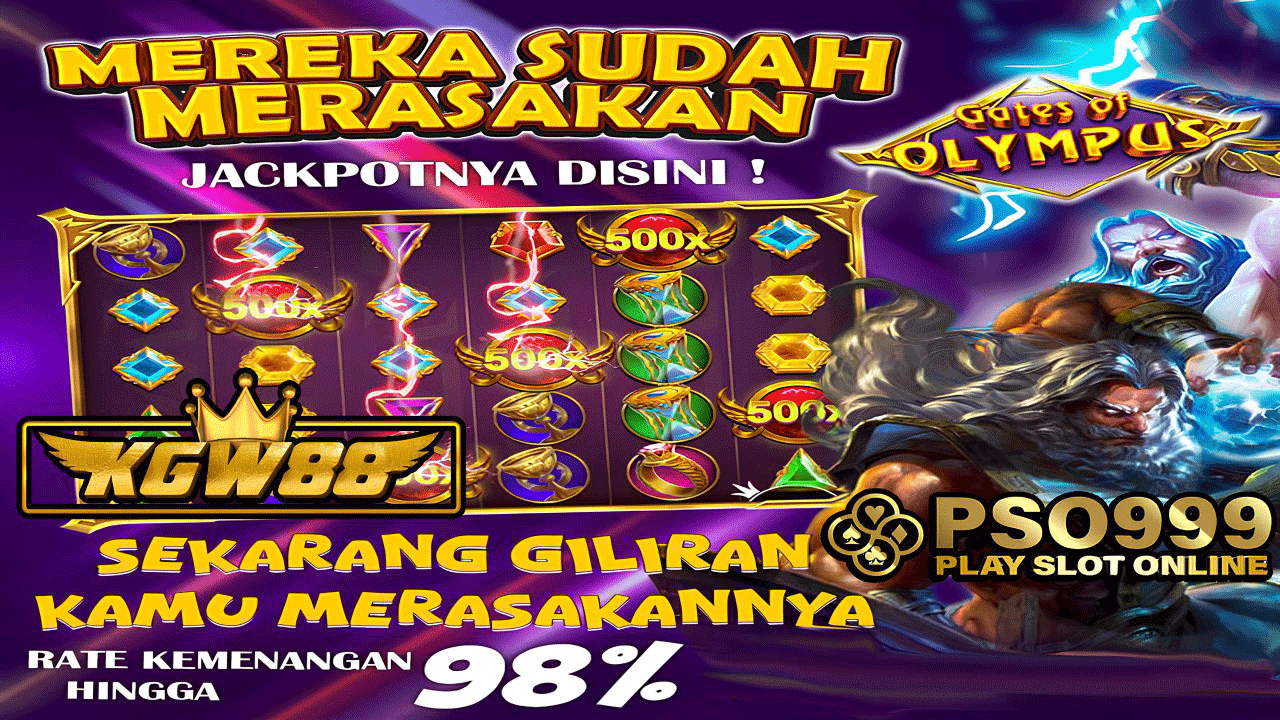 MEREKA SUDAH
MERASAKAN
JACKPOTNYA DISINI !
Gates of
OLYMPUS
500x
500x
500x
500x
KGW88
PSO999
PLAY SLOT ONLINE
SEKARANG GILIRAN
KAMU MERASAKANNYA
RATE KEMENANGAN
HINGGA
98%